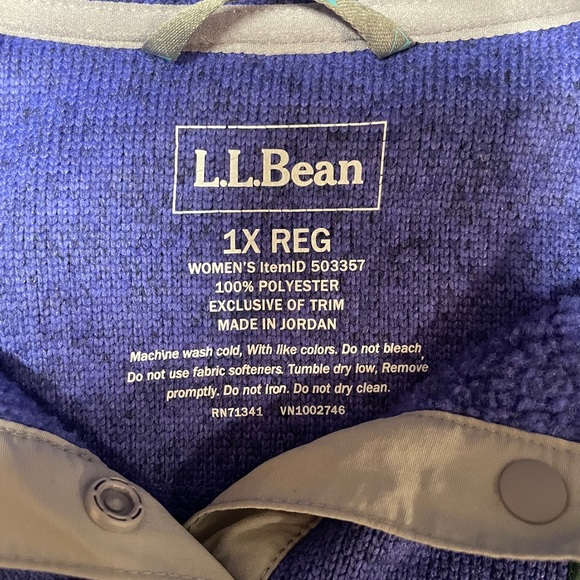 L.L.Bean
1X REG
WOMEN'S ItemID 503357
100% POLYESTER
EXCLUSIVE OF TRIM
MADE IN JORDAN
Machine wash cold, With like colors. Do not bleach,
Do not use fabric softeners. Tumble dry low, Remove
promptly. Do not Iron. Do not dry clean.
RN71341 VN1002746